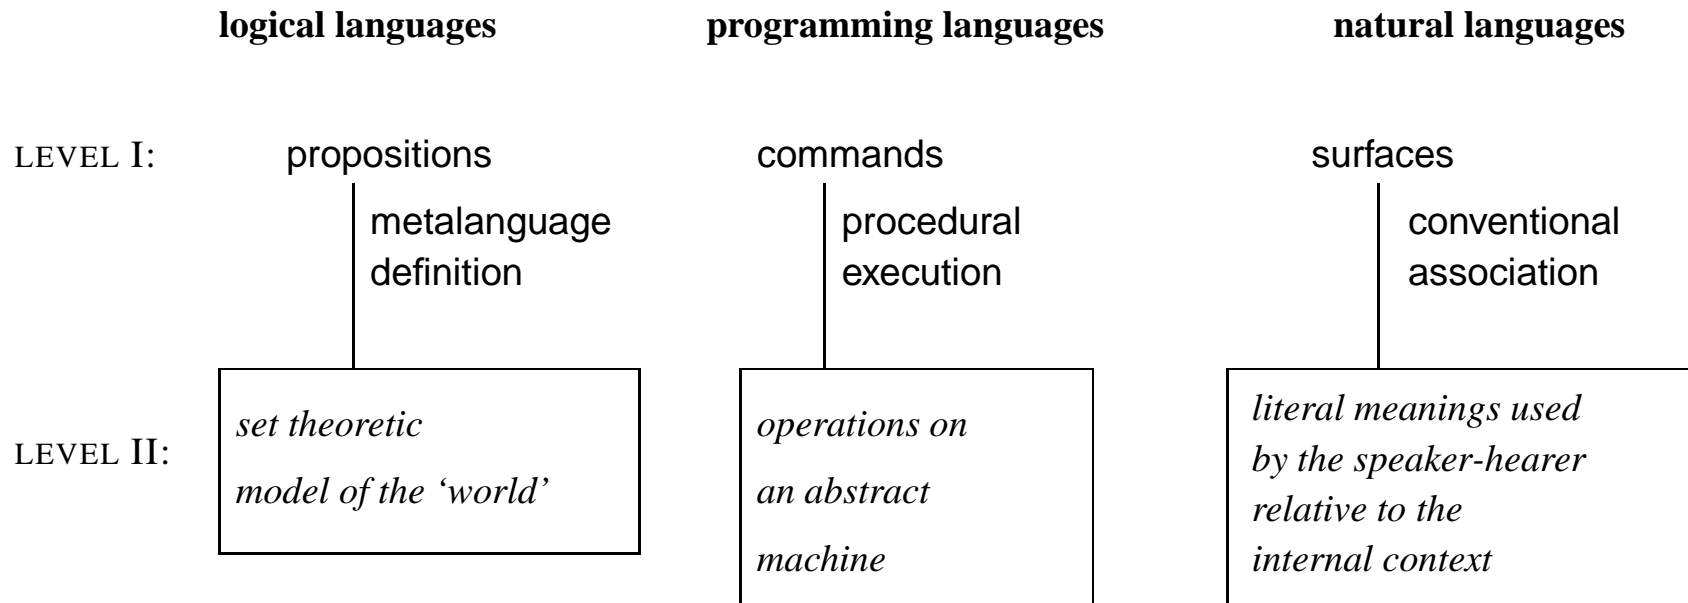 logical languages programming languages natural languages
LEVEL I: propositions commands surfaces
metalanguage procedural conventional
definition execution association
LEVEL II:
set theoretic
model of the ‘world’
operations on
an abstract
machine
literal meanings used
by the speaker-hearer
relative to the
internal context